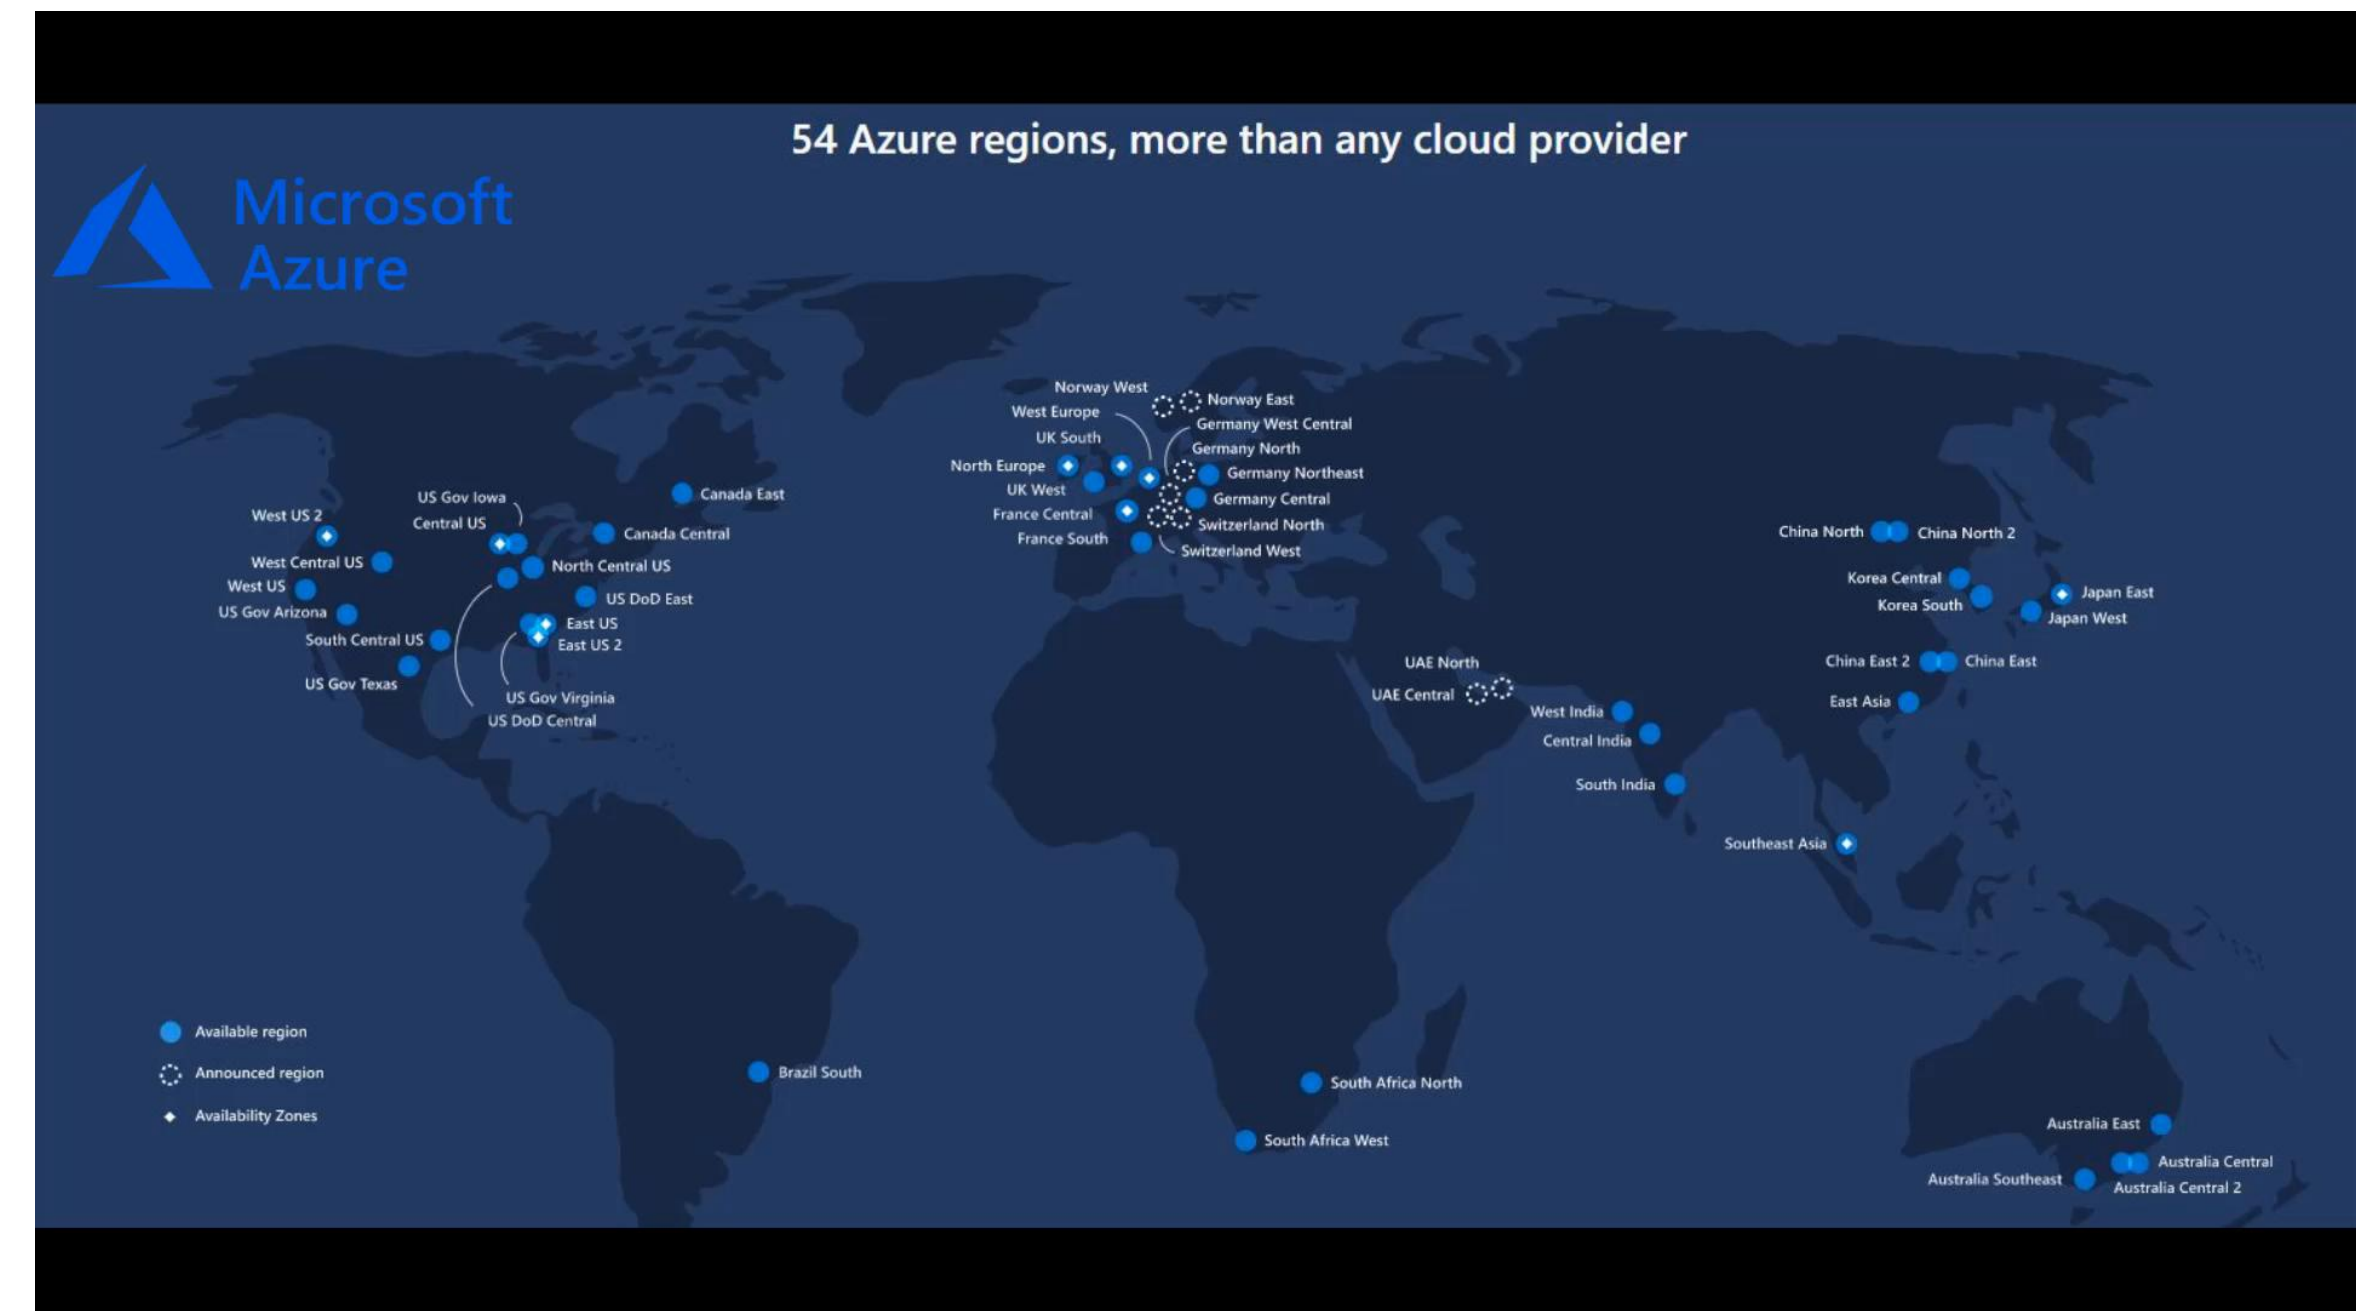 54 Azure regions, more than any cloud provider
Microsoft
Azure
Norway West
Norway East
West Europe
Germany West Central
UK South
Germany North
North Europe
Germany Northeast
UK West
Germany Central
France Central
Switzerland North
France South
Switzerland West
US Gov Iowa
Canada East
West US 2
Central US
Canada Central
West Central US
North Central US
West US
US DoD East
US Gov Arizona
East US
South Central US
East US 2
US Gov Texas
US Gov Virginia
US DoD Central
China North
China North 2
Korea Central
Korea South
Japan East
Japan West
China East 2
China East
East Asia
UAE North
UAE Central
West India
Central India
South India
Southeast Asia
Available region
Announced region
Availability Zones
Brazil South
South Africa North
South Africa West
Australia East
Australia Central
Australia Southeast
Australia Central 2